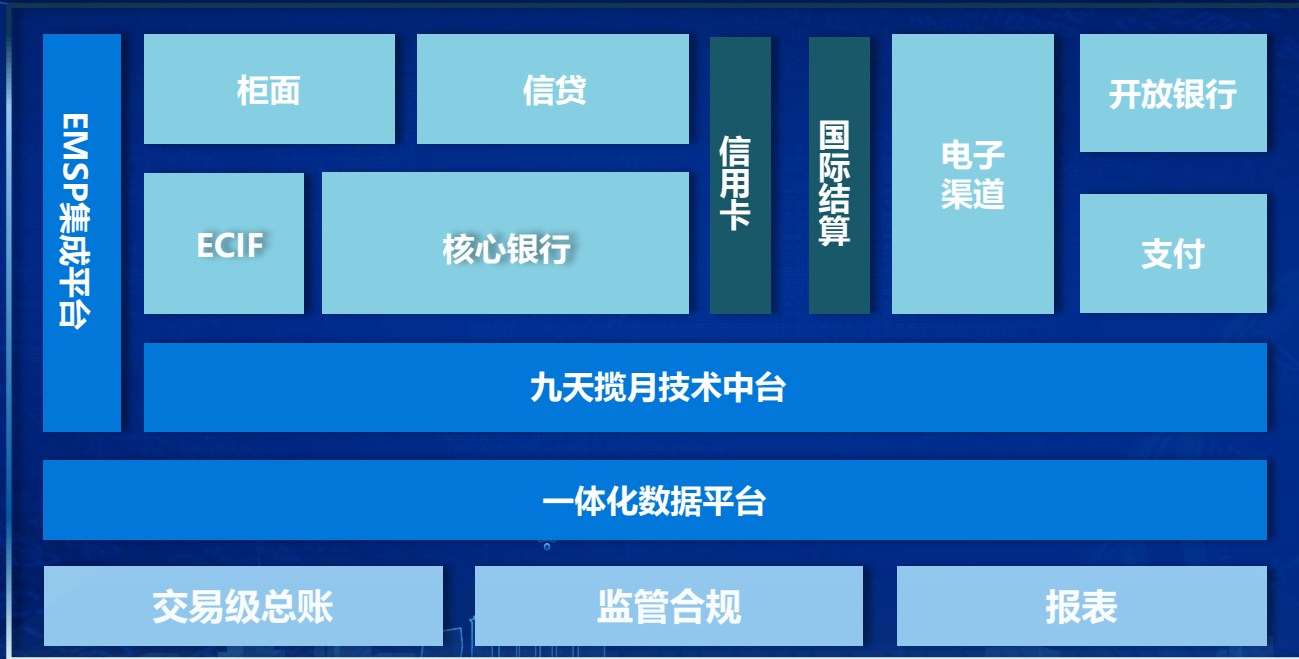 EMSP集成平台
柜面
信贷
ECIF
核心银行
信用卡
国际结算
电子
渠道
开放银行
支付
九天揽月技术中台
一体化数据平台
交易级总账
监管合规
报表